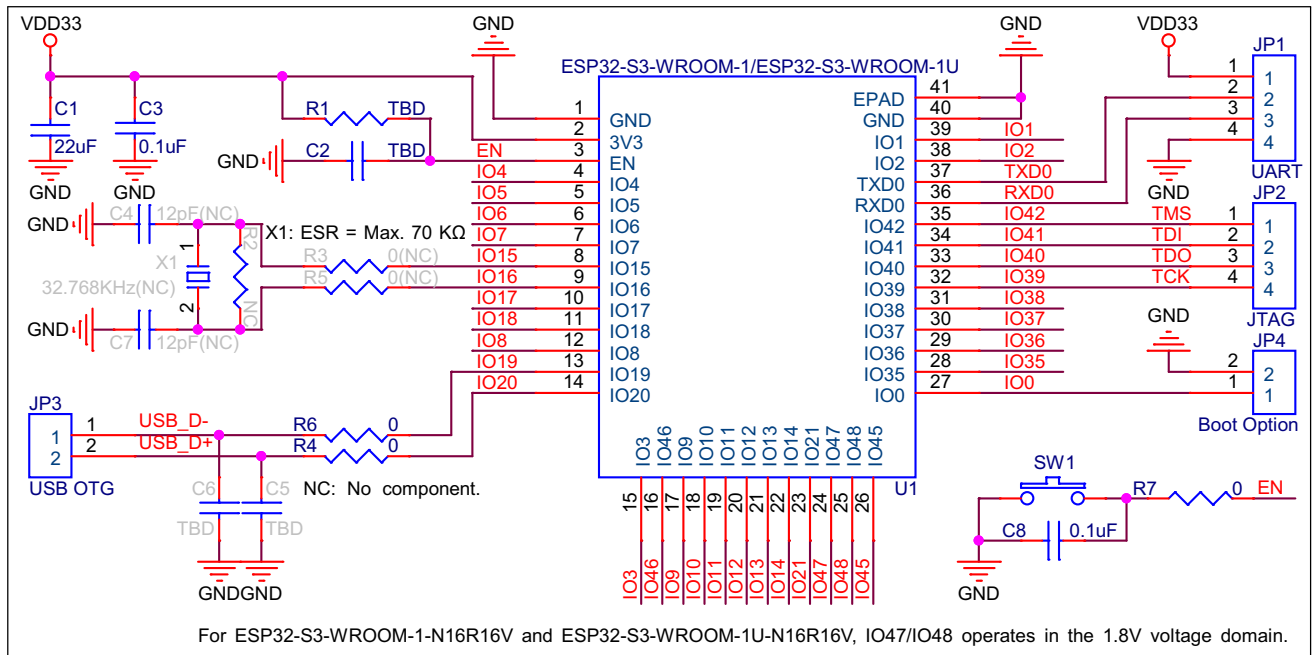 VDD33
GND
GND
VDD33
JP1
ESP32-S3-WROOM-1/ESP32-S3-WROOM-1U
C1
22uF
GND
C3
0.1uF
GND
R1 TBD
GND C2 TBD
EN
IO4
IO5
IO6
IO7
IO15
IO16
IO17
IO18
IO8
IO19
IO20
1 GND
2 3V3
3 EN
4 IO4
5 IO5
6 IO6
7 IO7
8 IO15
9 IO16
10 IO17
11 IO18
12 IO8
13 IO19
14 IO20
EPAD 41
GND 40
IO1 39 IO1
IO2 38 IO2
TXD0 37 TXD0
RXD0 36 RXD0
IO42 35 IO42 TMS
IO41 34 IO41 TDI
IO40 33 IO40 TDO
IO39 32 IO39 TCK
IO38 31 IO38
IO37 30 IO37
IO36 29 IO36
IO35 28 IO35
IO0 27 IO0
1 1
2 2
3 3
4 4
GND
UART
JP2
1 1
2 2
3 3
4 4
JTAG
GND
JP4
2 2
1 1
Boot Option
GND C4 12pF(NC)
X1: ESR = Max. 70 KΩ
R2
NC
1
X1
32.768KHz(NC)
2
R3 0(NC)
R5 0(NC)
GND C7 12pF(NC)
JP3
1 1 USB_D- R6 0
2 2 USB_D+ R4 0
USB OTG
C6
TBD
C5
TBD
NC: No component.
GND GND
IO3 IO46 IO9 IO10 IO11 IO12 IO13 IO14 IO21 IO47 IO48 IO45
U1
15 16 17 18 19 20 21 22 23 24 25 26
IO3 IO46 IO9 IO10 IO11 IO12 IO13 IO14 IO21 IO47 IO48 IO45
SW1
R7 0 EN
C8 0.1uF
GND
For ESP32-S3-WROOM-1-N16R16V and ESP32-S3-WROOM-1U-N16R16V, IO47/IO48 operates in the 1.8V voltage domain.